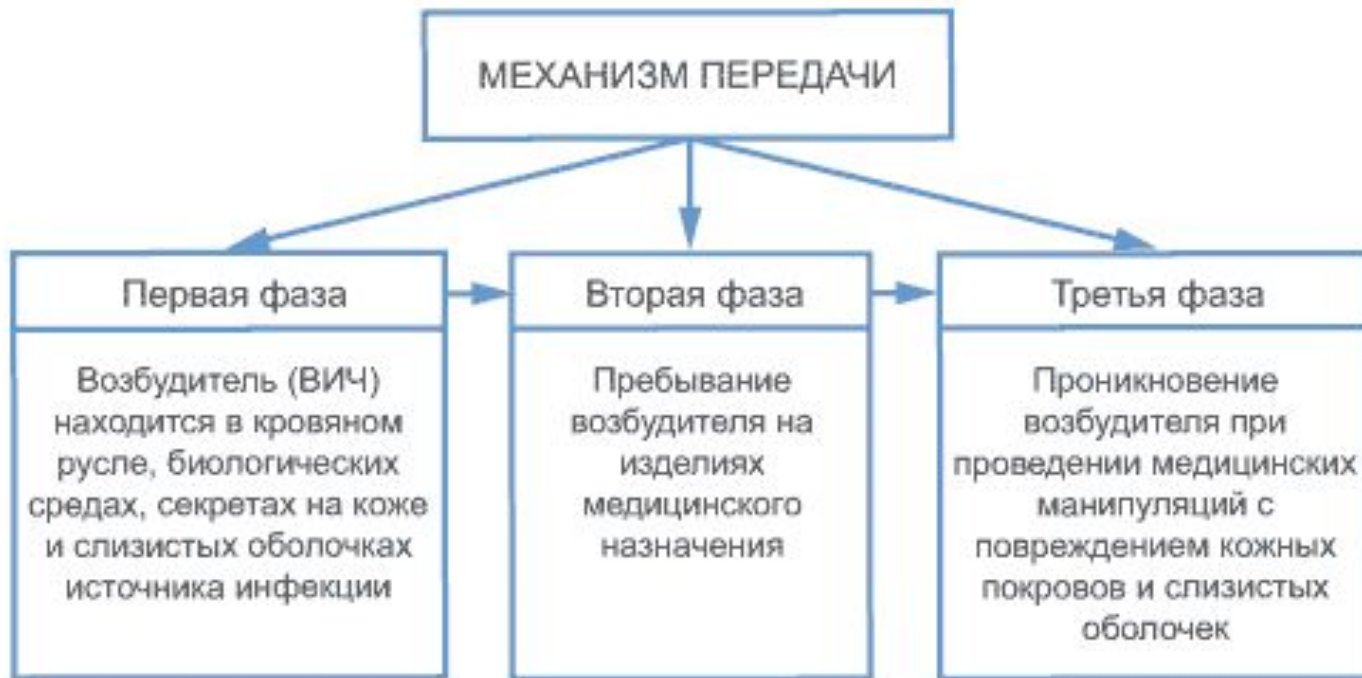 МЕХАНИЗМ ПЕРЕДАЧИ
Первая фаза
Возбудитель (ВИЧ)
находится в кровяном
русле, биологических
средах, секретах на коже
и слизистых оболочках
источника инфекции
Вторая фаза
Пребывание
возбудителя на
изделиях
медицинского
назначения
Третья фаза
Проникновение
возбудителя при
проведении медицинских
манипуляций с
повреждением кожных
покровов и слизистых
оболочек